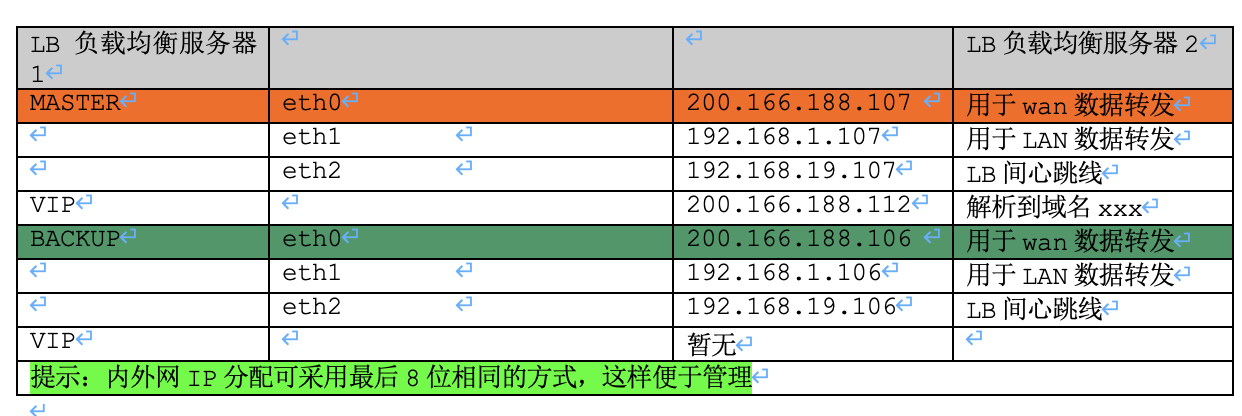 LB 负载均衡服务器 1 LB 负载均衡服务器 2
MASTER eth0 200.166.188.107 用于 wan 数据转发
eth1 192.168.1.107 用于 LAN 数据转发
eth2 192.168.19.107 LB 间心跳线
VIP 200.166.188.112 解析到域名 xxx
BACKUP eth0 200.166.188.106 用于 wan 数据转发
eth1 192.168.1.106 用于 LAN 数据转发
eth2 192.168.19.106 LB 间心跳线
VIP 暂无
提示：内外网 IP 分配可采用最后 8 位相同的方式，这样便于管理